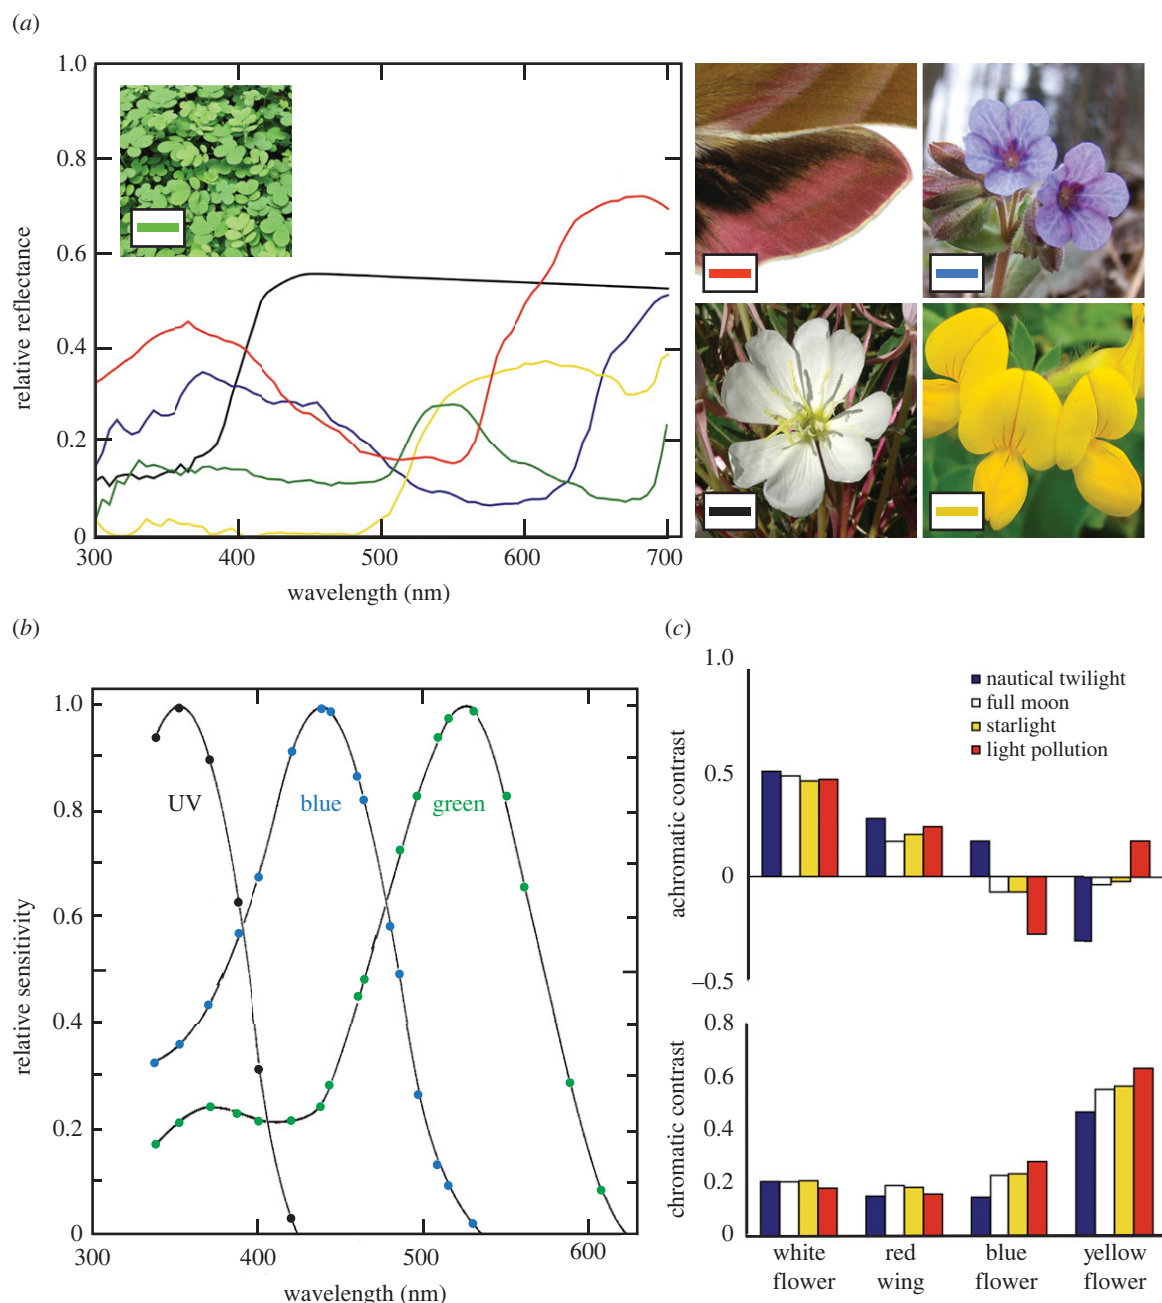 (a)
1.0
0.8
0.6
0.4
0.2
0
relative reflectance
300
400
500
600
700
wavelength (nm)
(b)
1.0
0.8
0.6
0.4
0.2
0
relative sensitivity
UV
blue
green
300
400
500
600
wavelength (nm)
(c)
1.0
0.5
0
–0.5
achromatic contrast
nautical twilight
full moon
starlight
light pollution
0.8
0.6
0.4
0.2
0
chromatic contrast
white
flower
red
wing
blue
flower
yellow
flower